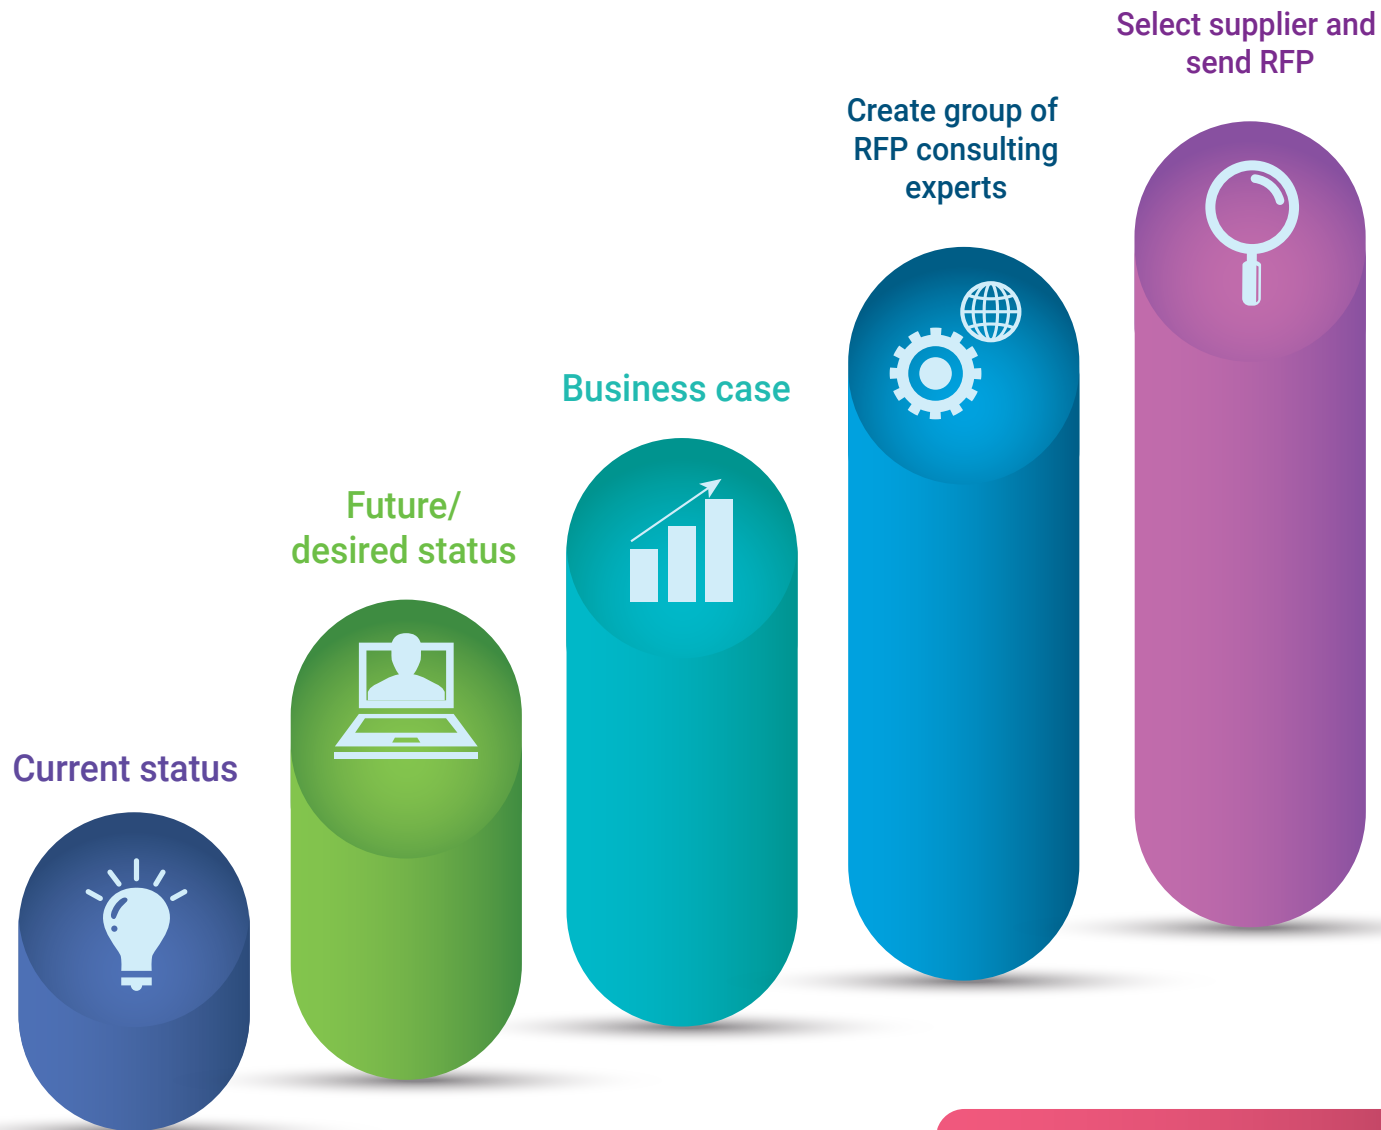 Select supplier and
send RFP
Create group of
RFP consulting
experts
Business case
Future/
desired status
Current status